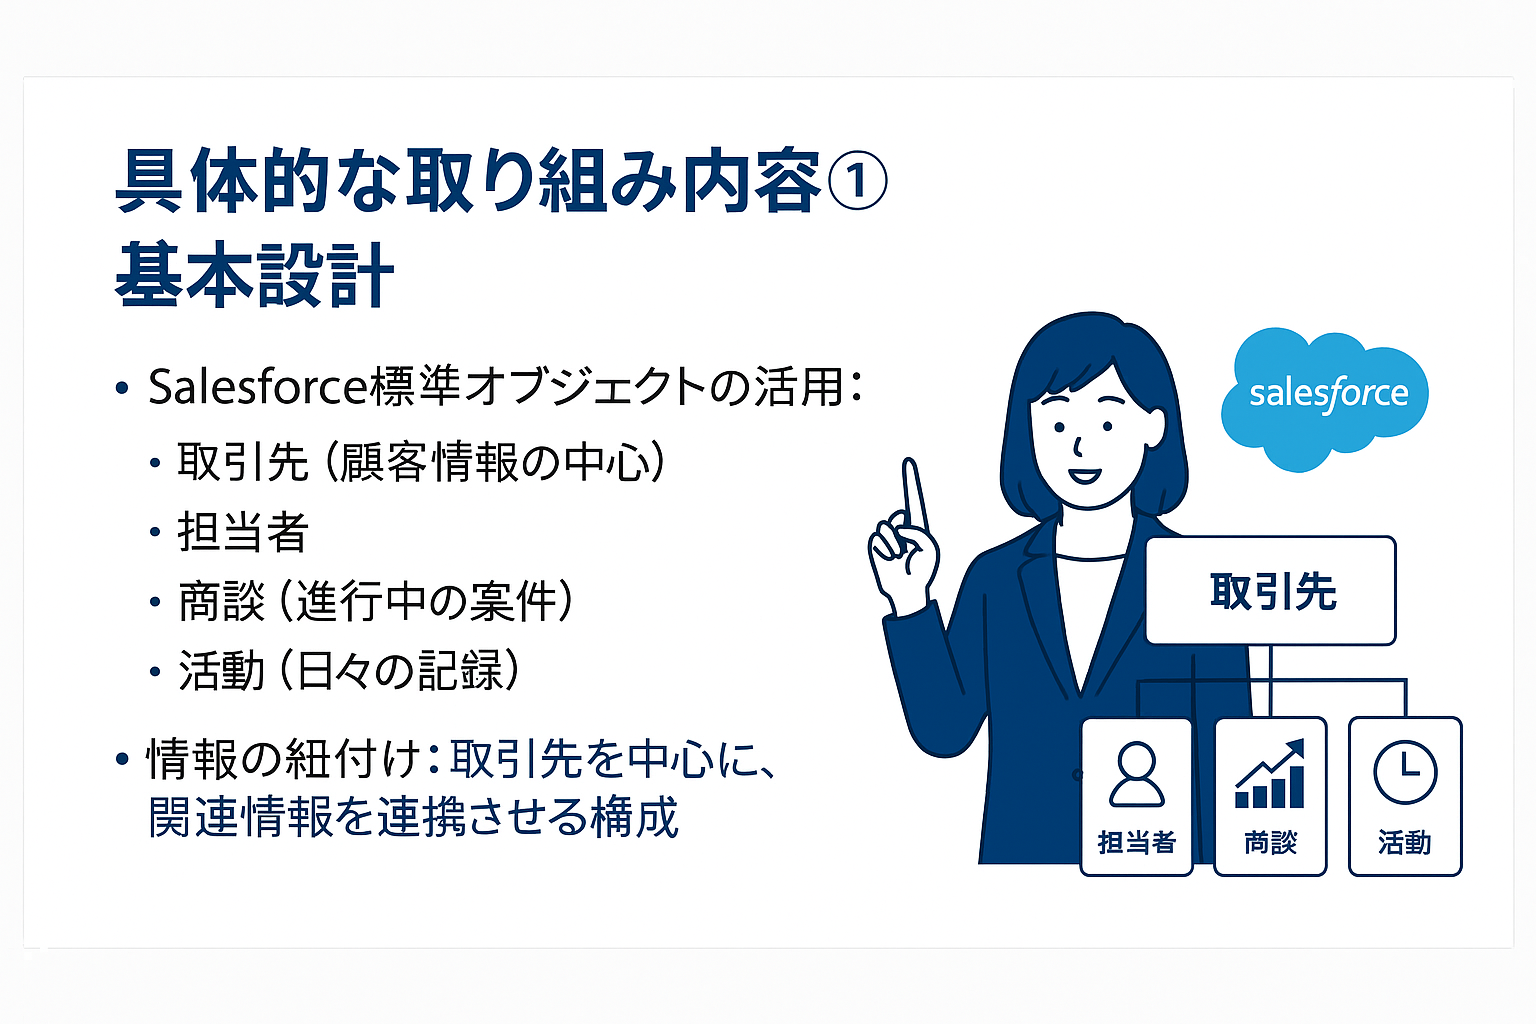 具体的な取り組み内容①
基本設計
• Salesforce標準オブジェクトの活用：
• 取引先（顧客情報の中心）
• 担当者
• 商談（進行中の案件）
• 活動（日々の記録）
• 情報の紐付け：取引先を中心に、
関連情報を連携させる構成
salesforce
取引先
担当者
商談
活動